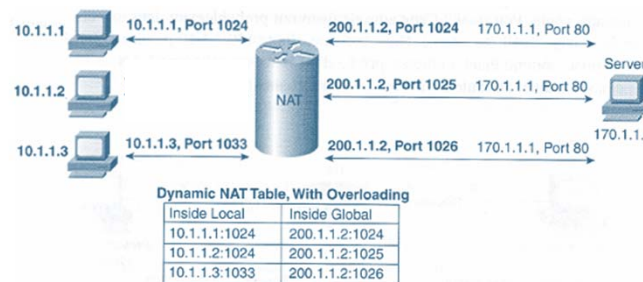 10.1.1.1
10.1.1.1, Port 1024
200.1.1.2, Port 1024
170.1.1.1, Port 80
Server
10.1.1.2
NAT
200.1.1.2, Port 1025
170.1.1.1, Port 80
170.1.1.
10.1.1.3
10.1.1.3, Port 1033
200.1.1.2, Port 1026
170.1.1.1, Port 80
Dynamic NAT Table, With Overloading
Inside Local Inside Global
10.1.1.1:1024 200.1.1.2:1024
10.1.1.2:1024 200.1.1.2:1025
10.1.1.3:1033 200.1.1.2:1026